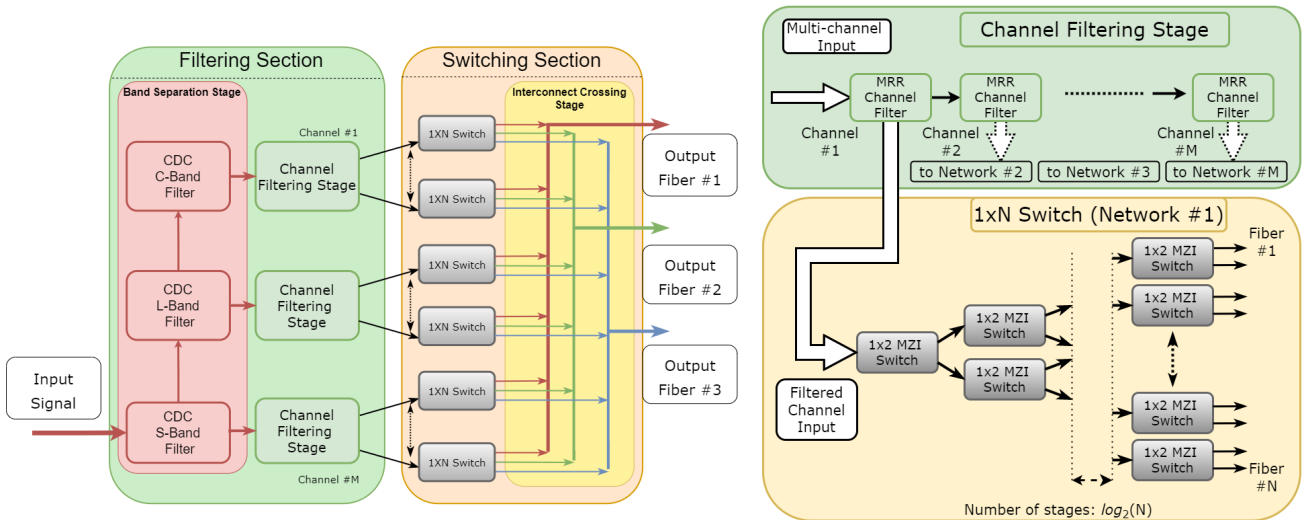 Filtering Section
Band Separation Stage
CDC
C-Band
Filter
CDC
L-Band
Filter
CDC
S-Band
Filter
Input
Signal
Channel #1
Channel
Filtering Stage
Channel
Filtering
Stage
Channel
Filtering
Stage
Channel #M
Switching Section
Interconnect Crossing
Stage
1XN Switch
1XN Switch
1XN Switch
1XN Switch
1XN Switch
1XN Switch
Output
Fiber #1
Output
Fiber #2
Output
Fiber #3
Multi-channel
Input
Channel Filtering Stage
MRR
Channel
Filter
MRR
Channel
Filter
MRR
Channel
Filter
Channel
#1
Channel
#2
Channel
#M
to Network #2
to Network #3
to Network #M
1xN Switch (Network #1)
Filtered
Channel
Input
1x2 MZI
Switch
1x2 MZI
Switch
1x2 MZI
Switch
1x2 MZI
Switch
1x2 MZI
Switch
1x2 MZI
Switch
1x2 MZI
Switch
Fiber
#1
Fiber
#N
Number of stages: log₂(N)